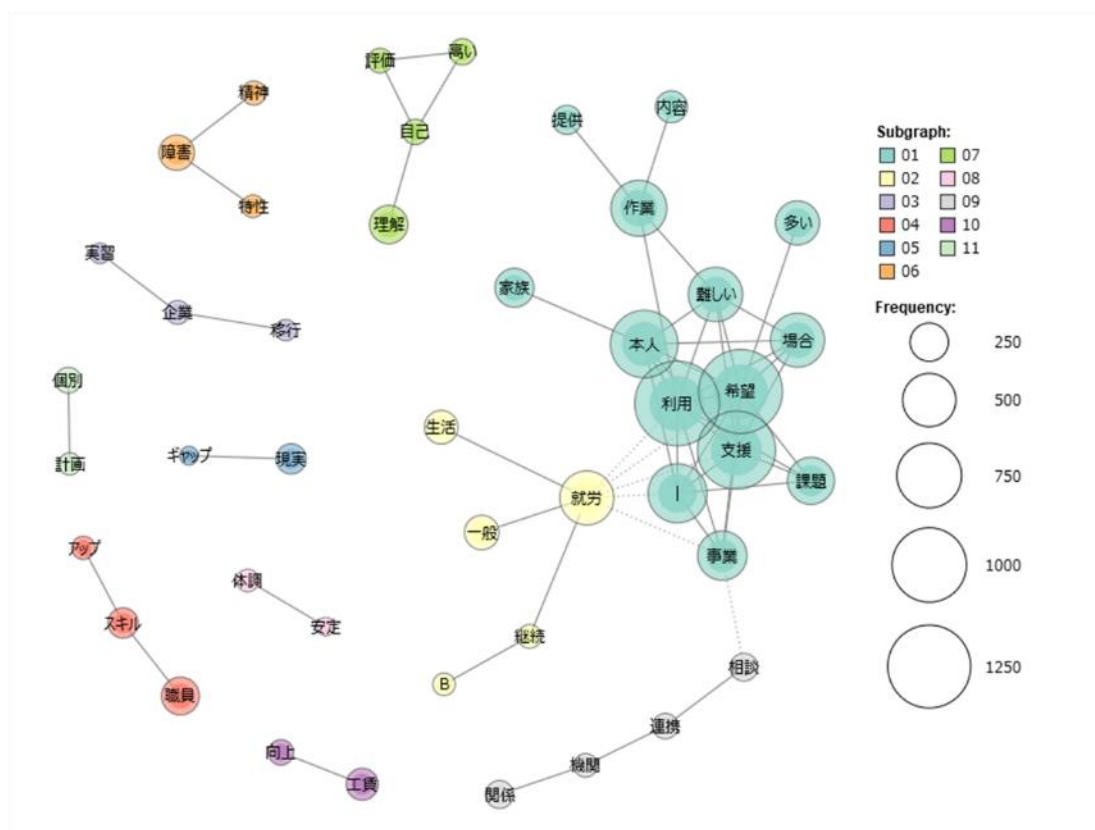 評価
高い
精神
自己
障害
特性
理解
提供
内容
作業
多い
家族
難しい
本人
場合
希望
利用
支援
課題
|
事業
実習
企業
移行
個別
計画
ギャップ
現実
生活
就労
一般
継続
B
アップ
スキル
職員
体調
安定
向上
工賃
相談
連携
機関
関係
Subgraph:
01 07
02 08
03 09
04 10
05 11
06
Frequency:
250
500
750
1000
1250